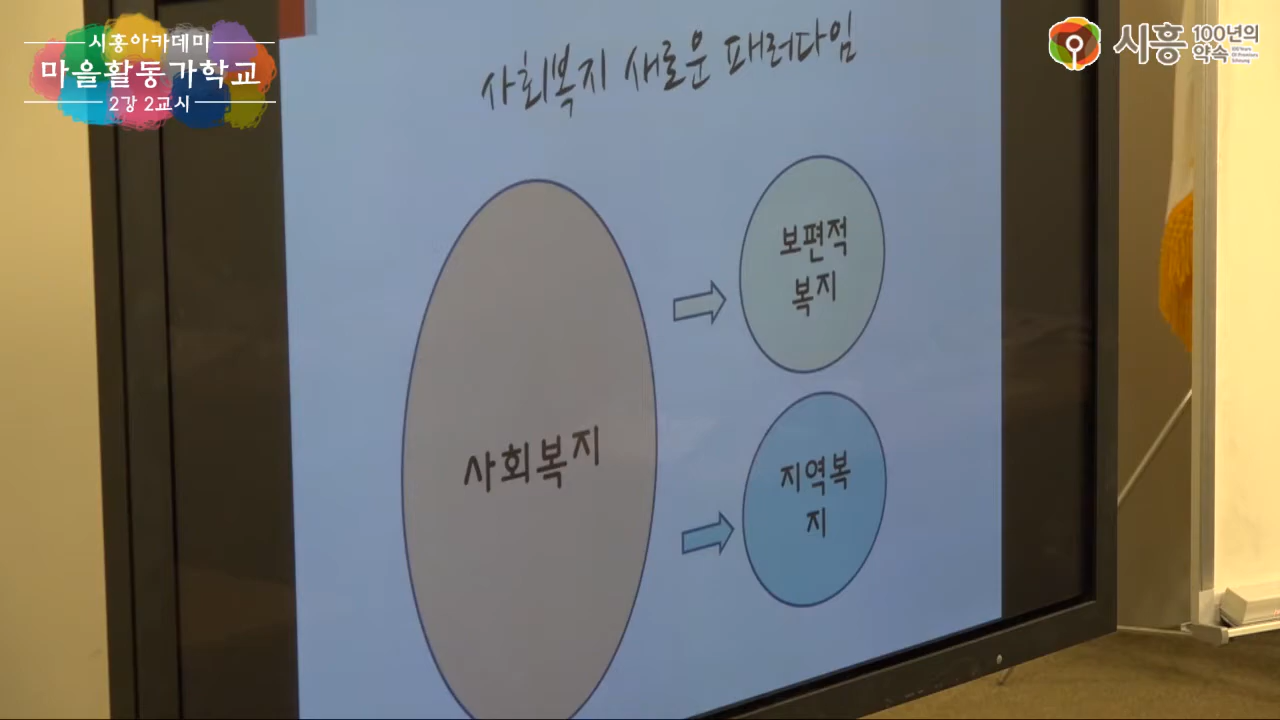 시흥아카데미
마을활동가학교
2강 2교시
시흥 100년의
약속
사회복지 새로운 패러다임
보편적
복지
사회복지
지역복
지